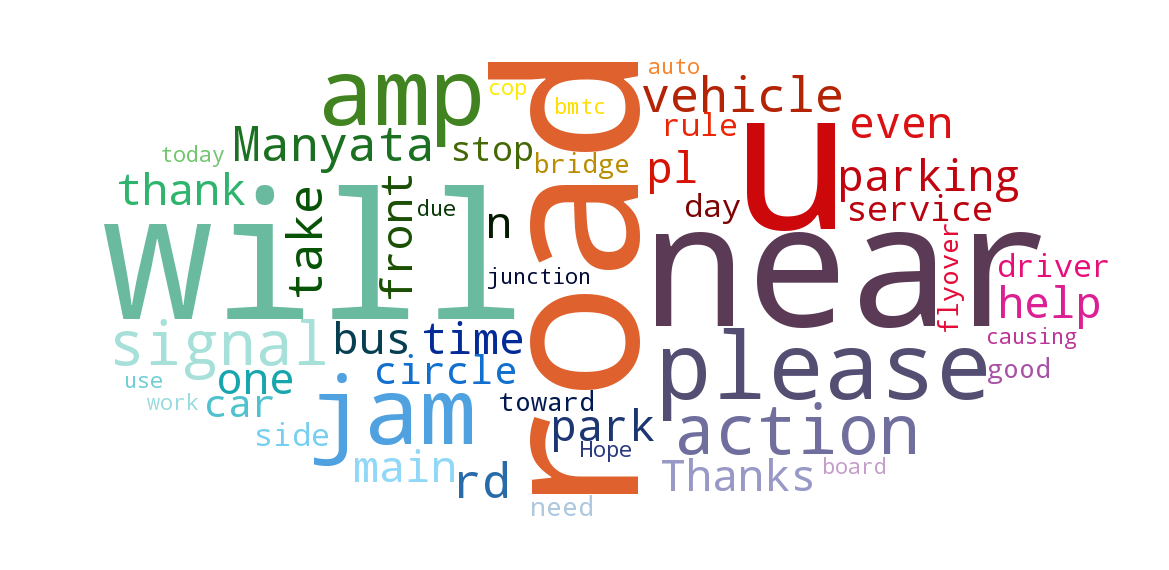 auto
cop
amp
bmtc
vehicle
road
u
rule
even
Manyata
stop
today
bridge
pl
parking
thank
will
take
front
due
n
day
service
near
junction
flyover
driver
help
signal
bus
time
please
causing
circle
good
use
one
jam
work
car
toward
park
action
side
Hope
main
rd
Thanks
board
need